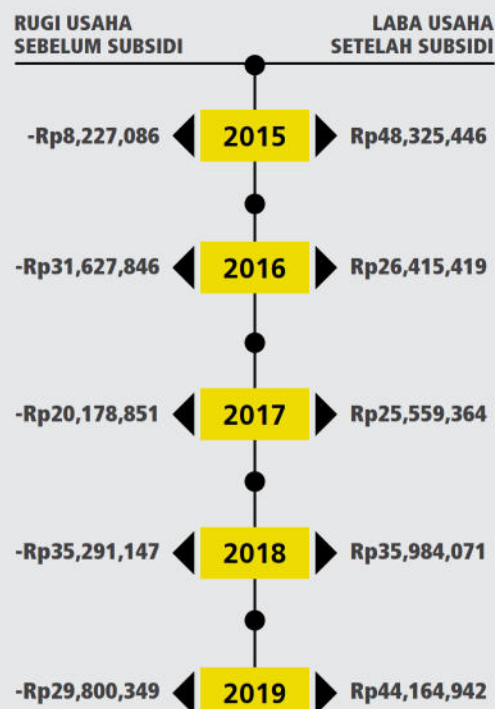 RUGI USAHA
SEBELUM SUBSIDI
LABA USAHA
SETELAH SUBSIDI
-Rp8,227,086 2015 Rp48,325,446
-Rp31,627,846 2016 Rp26,415,419
-Rp20,178,851 2017 Rp25,559,364
-Rp35,291,147 2018 Rp35,984,071
-Rp29,800,349 2019 Rp44,164,942